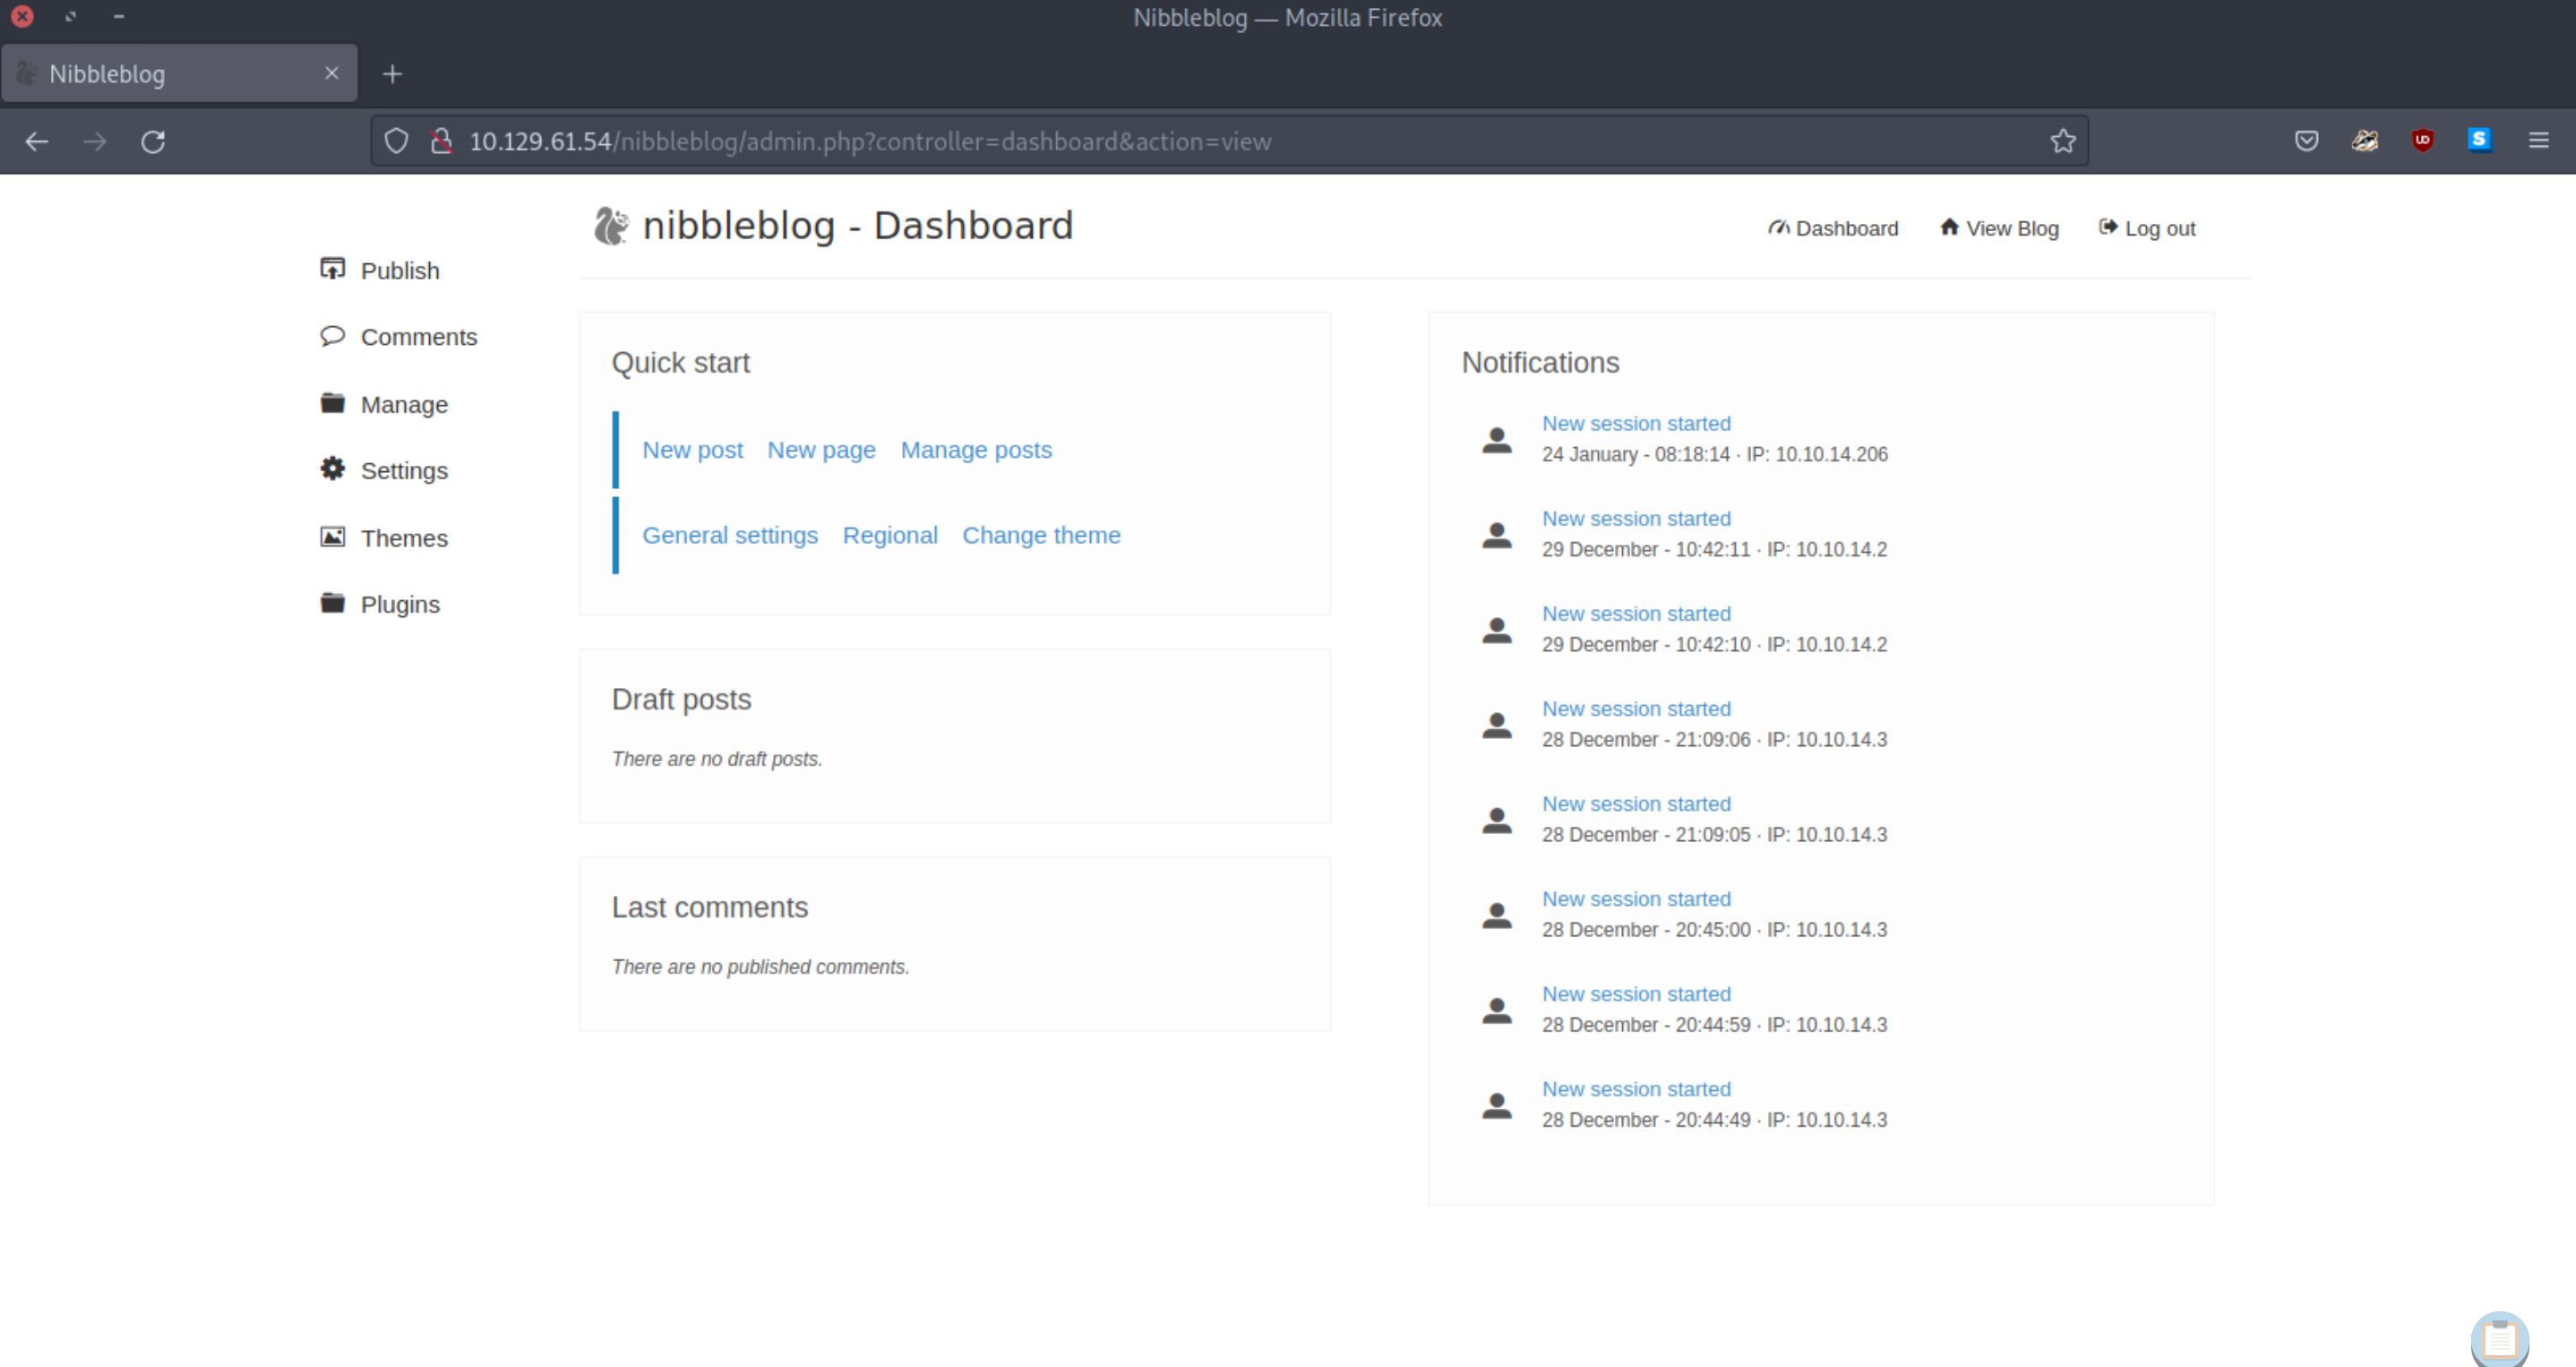 Nibbleblog — Mozilla Firefox
Nibbleblog
10.129.61.54/nibbleblog/admin.php?controller=dashboard&action=view
nibbleblog - Dashboard
Dashboard
View Blog
Log out
Publish
Comments
Manage
Settings
Themes
Plugins
Quick start
New post New page Manage posts
General settings Regional Change theme
Draft posts
There are no draft posts.
Last comments
There are no published comments.
Notifications
New session started
24 January - 08:18:14 · IP: 10.10.14.206
New session started
29 December - 10:42:11 · IP: 10.10.14.2
New session started
29 December - 10:42:10 · IP: 10.10.14.2
New session started
28 December - 21:09:06 · IP: 10.10.14.3
New session started
28 December - 21:09:05 · IP: 10.10.14.3
New session started
28 December - 20:45:00 · IP: 10.10.14.3
New session started
28 December - 20:44:59 · IP: 10.10.14.3
New session started
28 December - 20:44:49 · IP: 10.10.14.3